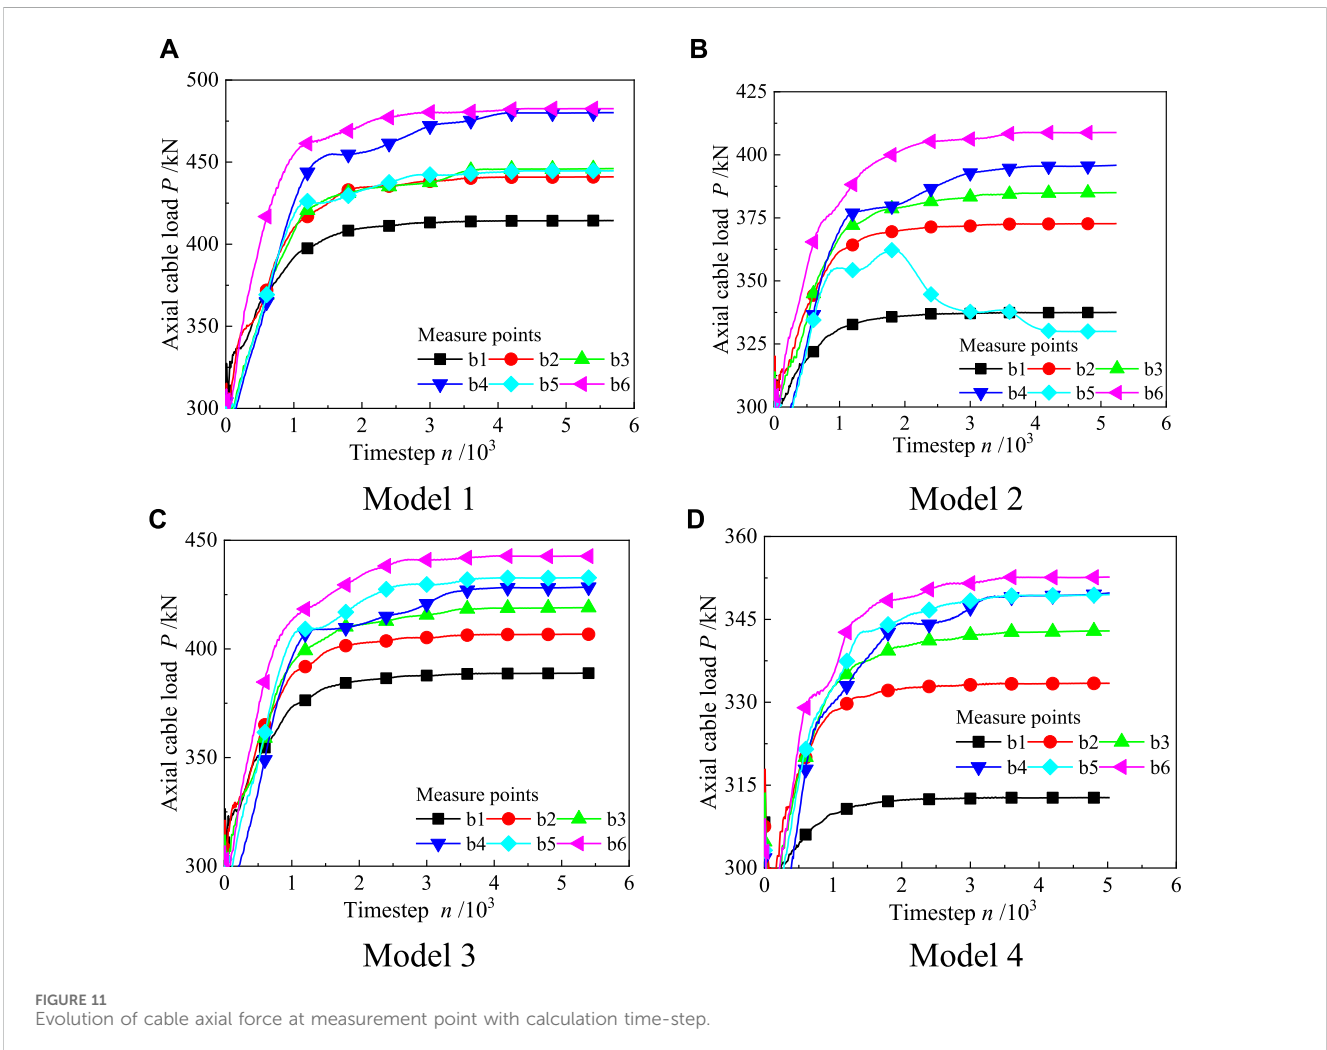 A
500
450
400
350
300
Axial cable load P /kN
Measure points
b1 b2 b3
b4 b5 b6
0 1 2 3 4 5 6
Timestep n /10³
Model 1
B
425
400
375
350
325
300
Axial cable load P /kN
Measure points
b1 b2 b3
b4 b5 b6
0 1 2 3 4 5 6
Timestep n /10³
Model 2
C
450
400
350
300
Axial cable load P /kN
Measure points
b1 b2 b3
b4 b5 b6
0 1 2 3 4 5 6
Timestep n /10³
Model 3
D
360
345
330
315
300
Axial cable load P /kN
Measure points
b1 b2 b3
b4 b5 b6
0 1 2 3 4 5 6
Timestep n /10³
Model 4
FIGURE 11
Evolution of cable axial force at measurement point with calculation time-step.